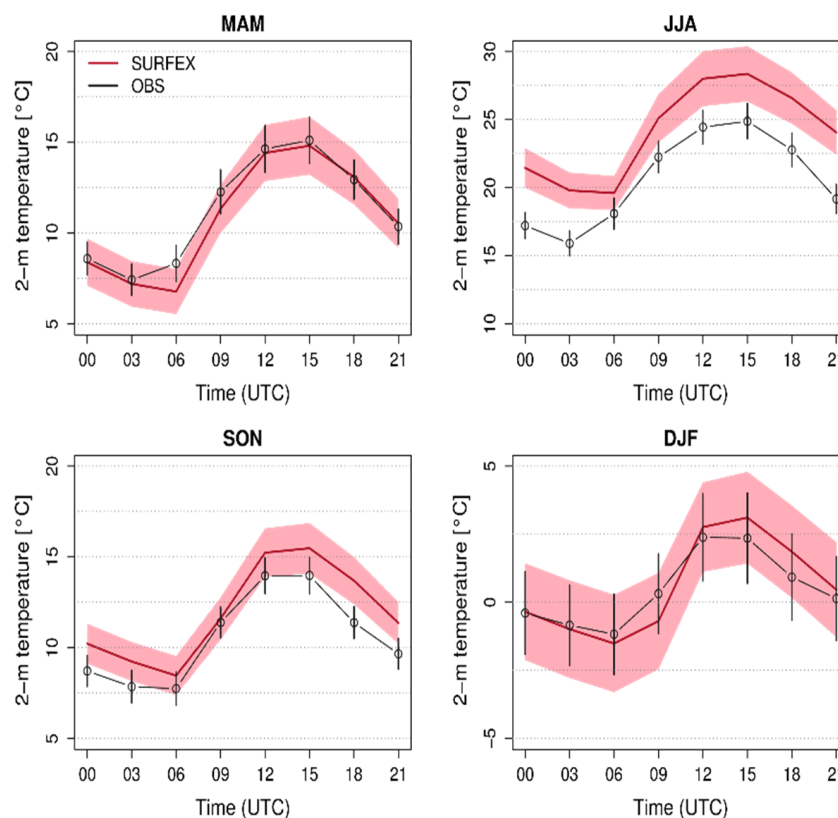 MAM
2−m temperature [°C]
20
15
10
5
SURFEX
OBS
00 03 06 09 12 15 18 21
Time (UTC)
JJA
2−m temperature [°C]
30
25
20
15
10
00 03 06 09 12 15 18 2
Time (UTC)
SON
2−m temperature [°C]
20
15
10
5
00 03 06 09 12 15 18 21
Time (UTC)
DJF
2−m temperature [°C]
5
0
−5
00 03 06 09 12 15 18 2
Time (UTC)